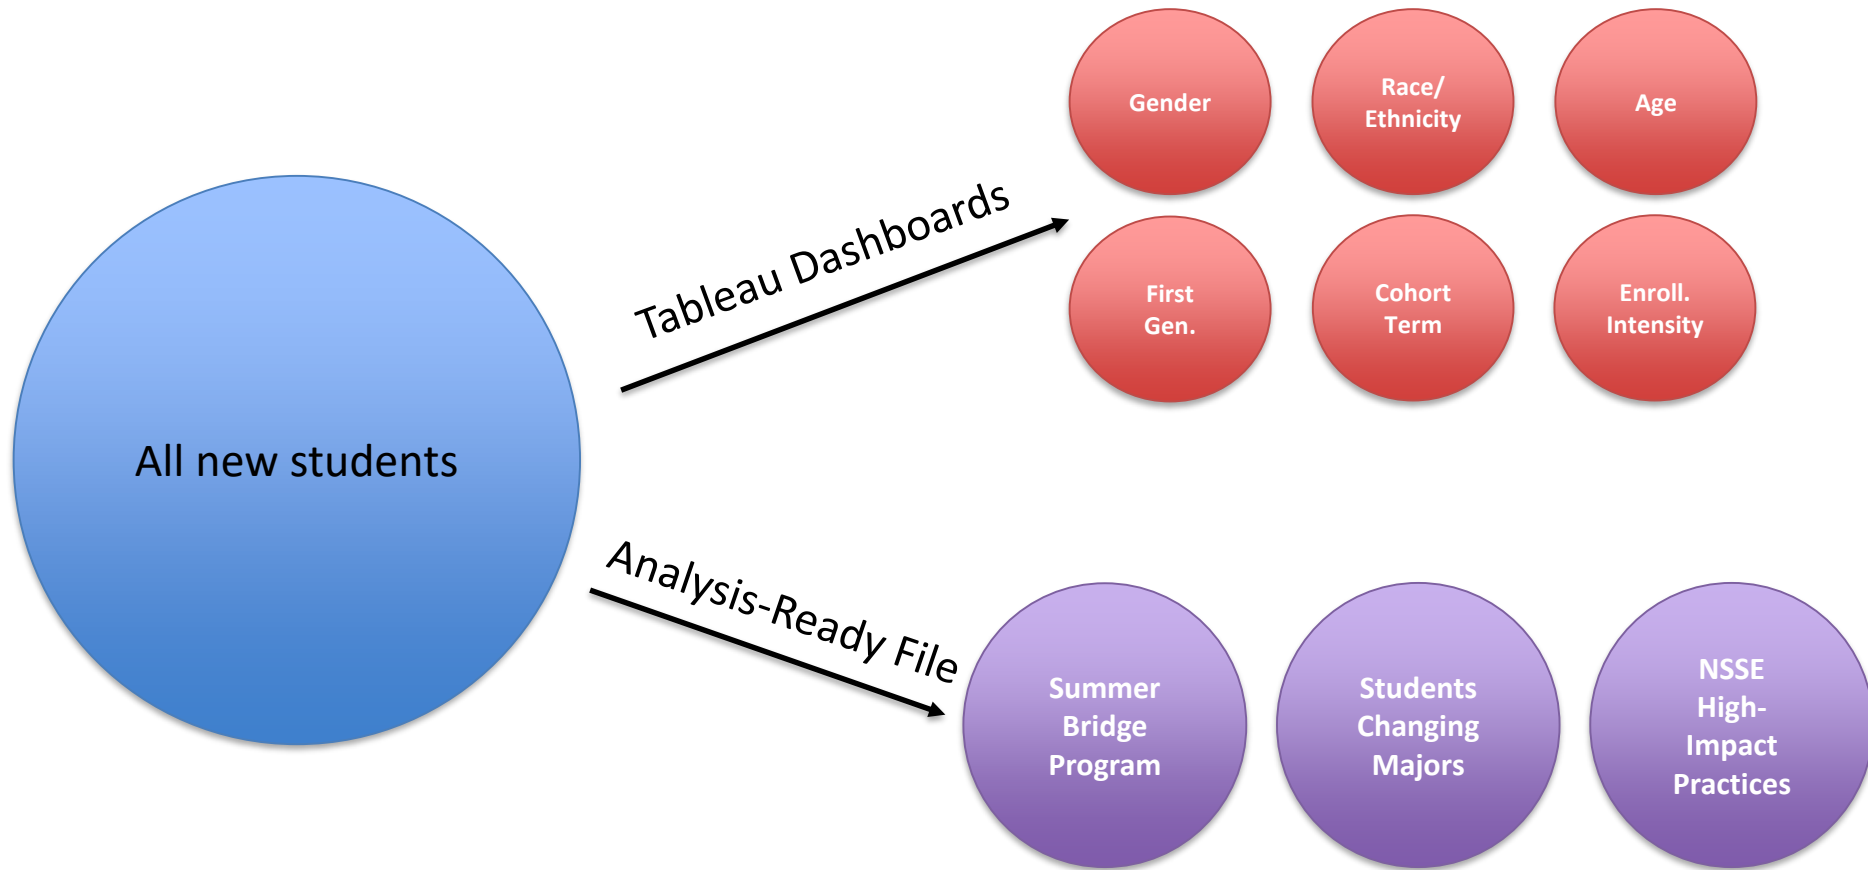 All new students
Tableau Dashboards
Gender
Race/
Ethnicity
Age
First
Gen.
Cohort
Term
Enroll.
Intensity
Analysis-Ready File
Summer
Bridge
Program
Students
Changing
Majors
NSSE
High-
Impact
Practices